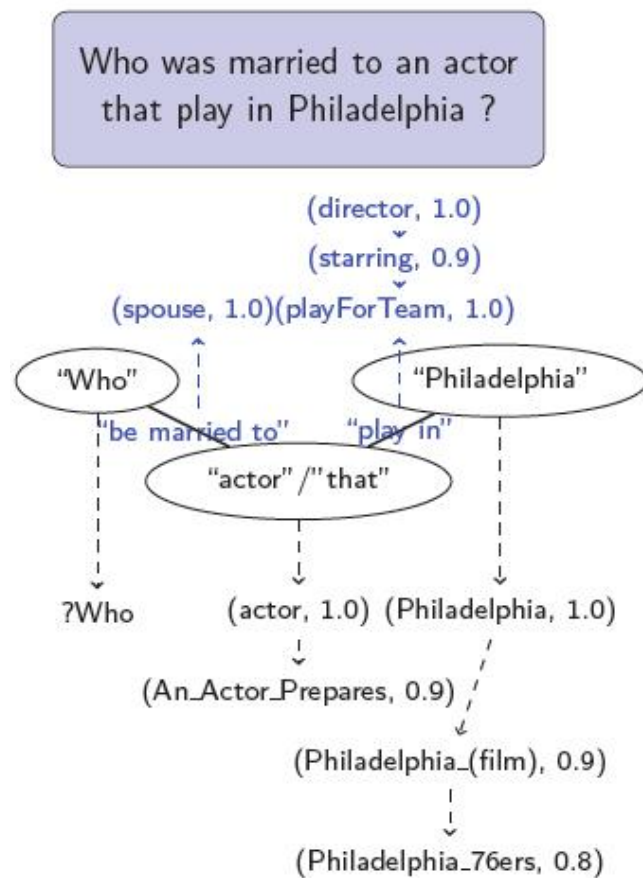 Who was married to an actor
that play in Philadelphia ?
(director, 1.0)
(starring, 0.9)
(spouse, 1.0)(playForTeam, 1.0)
“Who”
“Philadelphia”
“be married to”
“play in”
“actor”/”that”
?Who
(actor, 1.0)
(Philadelphia, 1.0)
(An_Actor_Prepares, 0.9)
(Philadelphia_(film), 0.9)
(Philadelphia_76ers, 0.8)